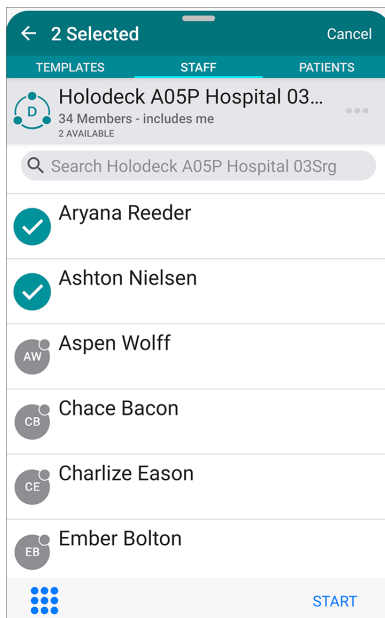 2 Selected
Cancel
TEMPLATES
STAFF
PATIENTS
D
Holodeck A05P Hospital 03...
34 Members - includes me
2 AVAILABLE
Search Holodeck A05P Hospital 03Srg
Aryana Reeder
Ashton Nielsen
AW
Aspen Wolff
CB
Chace Bacon
CE
Charlize Eason
EB
Ember Bolton
START